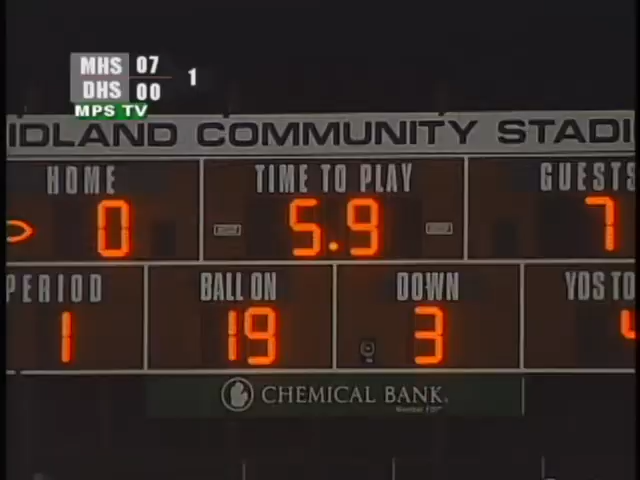 MHS 07
DHS 00
1
MPS TV
IDLAND COMMUNITY STADI
HOME TIME TO PLAY GUESTS
0 5.9 7
PERIOD BALL ON DOWN YDS TO
1 19 3 4
CHEMICAL BANK